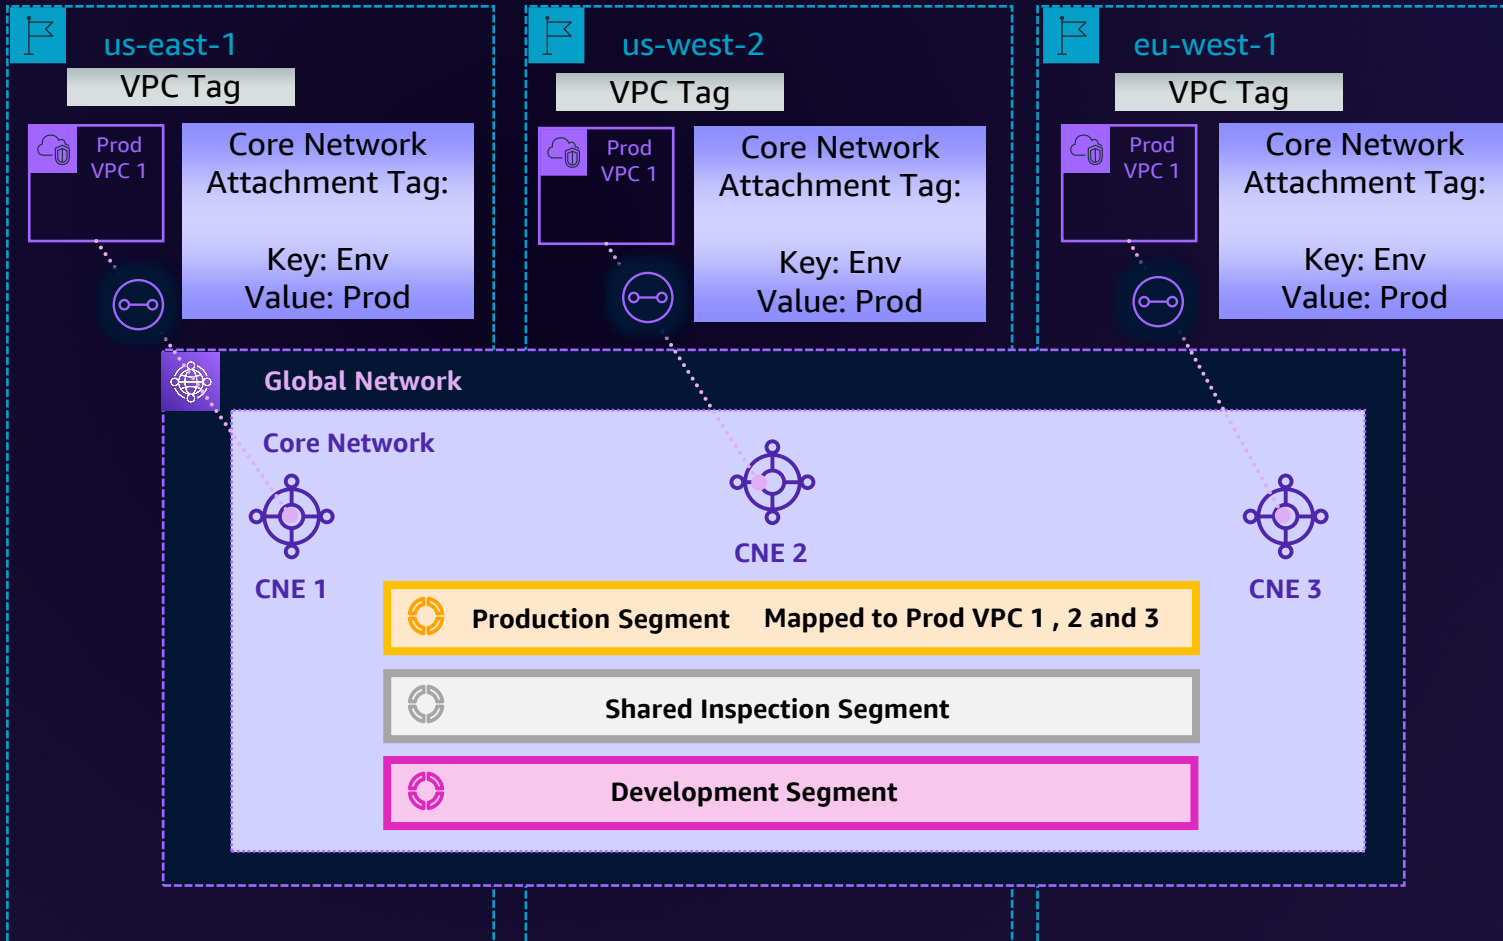 us-east-1
VPC Tag
Prod
VPC 1
Core Network
Attachment Tag:
Key: Env
Value: Prod
us-west-2
VPC Tag
Prod
VPC 1
Core Network
Attachment Tag:
Key: Env
Value: Prod
eu-west-1
VPC Tag
Prod
VPC 1
Core Network
Attachment Tag:
Key: Env
Value: Prod
Global Network
Core Network
CNE 1
CNE 2
CNE 3
Production Segment Mapped to Prod VPC 1 , 2 and 3
Shared Inspection Segment
Development Segment